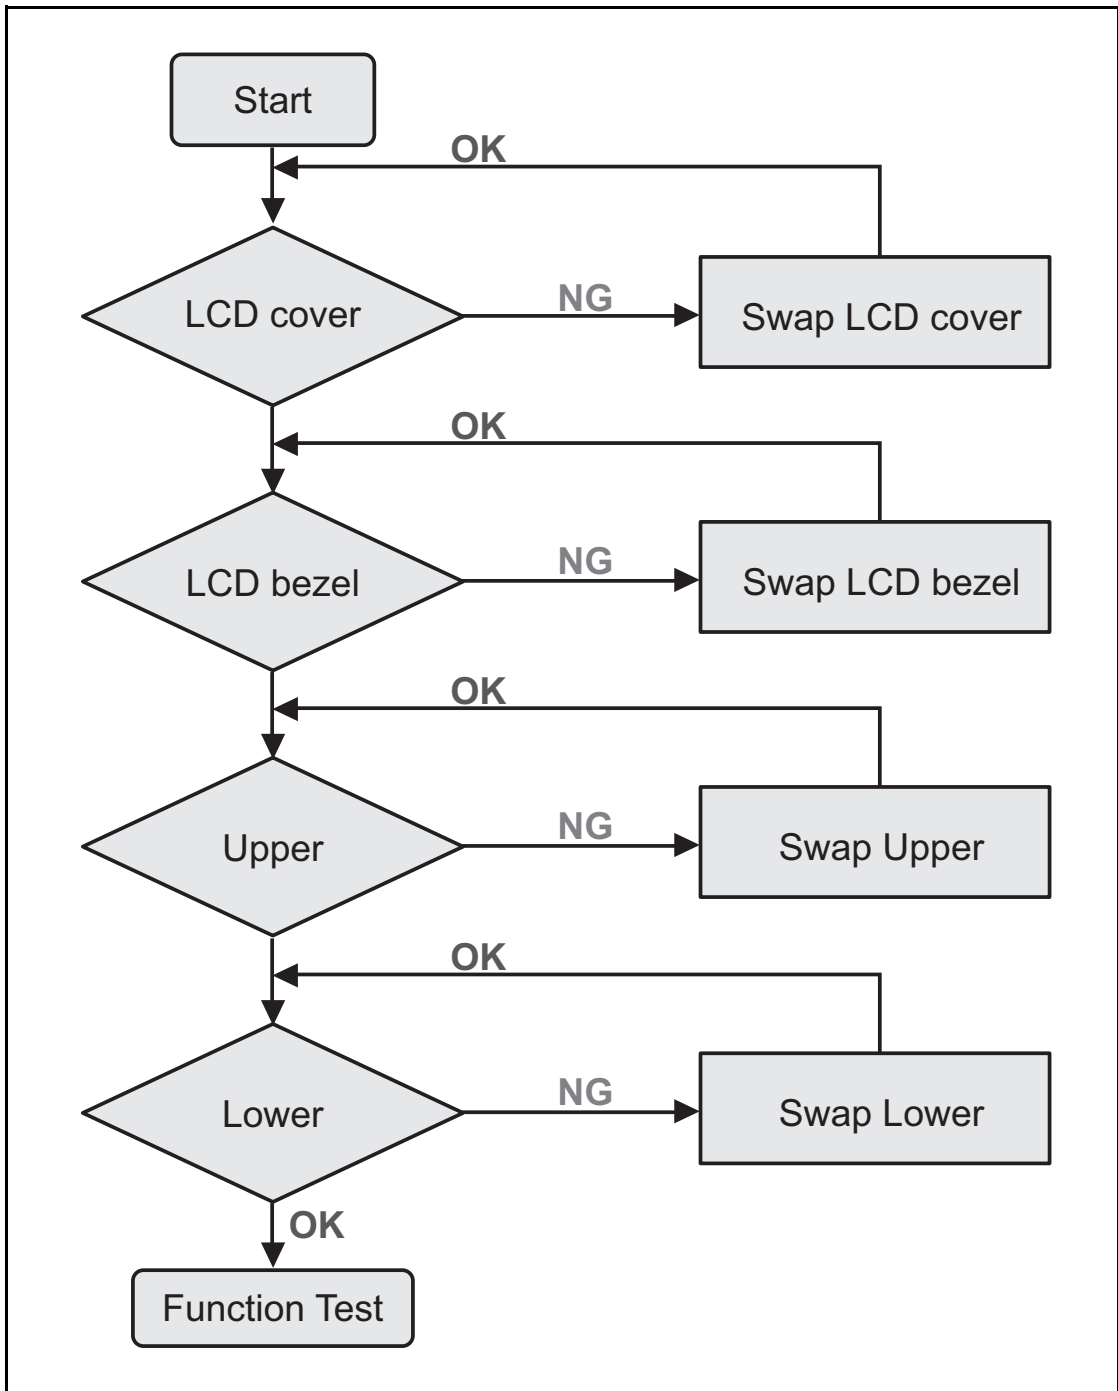 Start
OK
LCD cover
NG
Swap LCD cover
OK
LCD bezel
NG
Swap LCD bezel
OK
Upper
NG
Swap Upper
OK
Lower
NG
Swap Lower
OK
Function Test